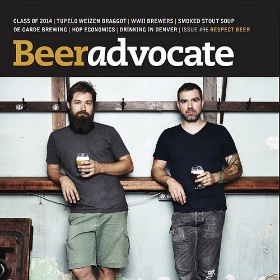 CLASS OF 2014 | TUPELO WEIZEN BRAGGOT | WWII BREWERS | SMOKED STOUT SOUP
DE GARDE BREWING | HOP ECONOMICS | DRINKING IN DENVER | ISSUE #96 RESPECT BEER
Beeradvocate